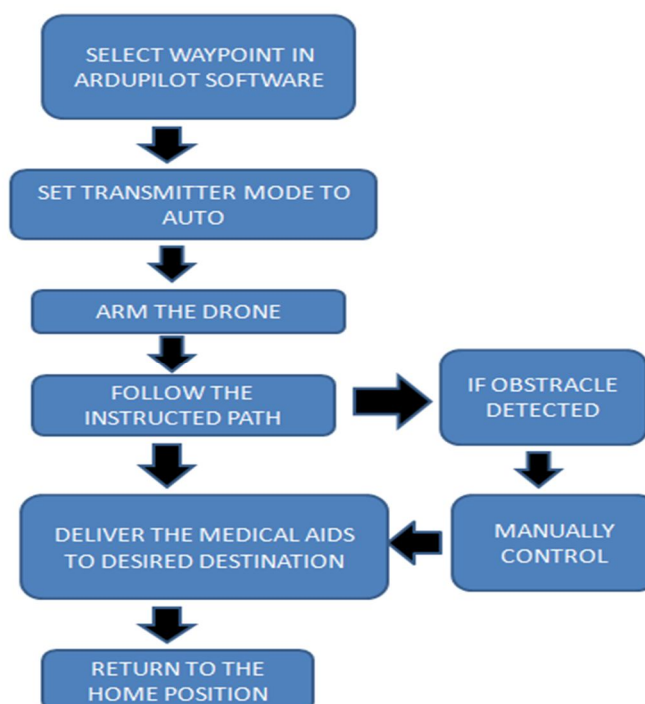 SELECT WAYPOINT IN
ARDUPILOT SOFTWARE
SET TRANSMITTER MODE TO
AUTO
ARM THE DRONE
FOLLOW THE
INSTRUCTED PATH
IF OBSTRACLE
DETECTED
MANUALLY
CONTROL
DELIVER THE MEDICAL AIDS
TO DESIRED DESTINATION
RETURN TO THE
HOME POSITION